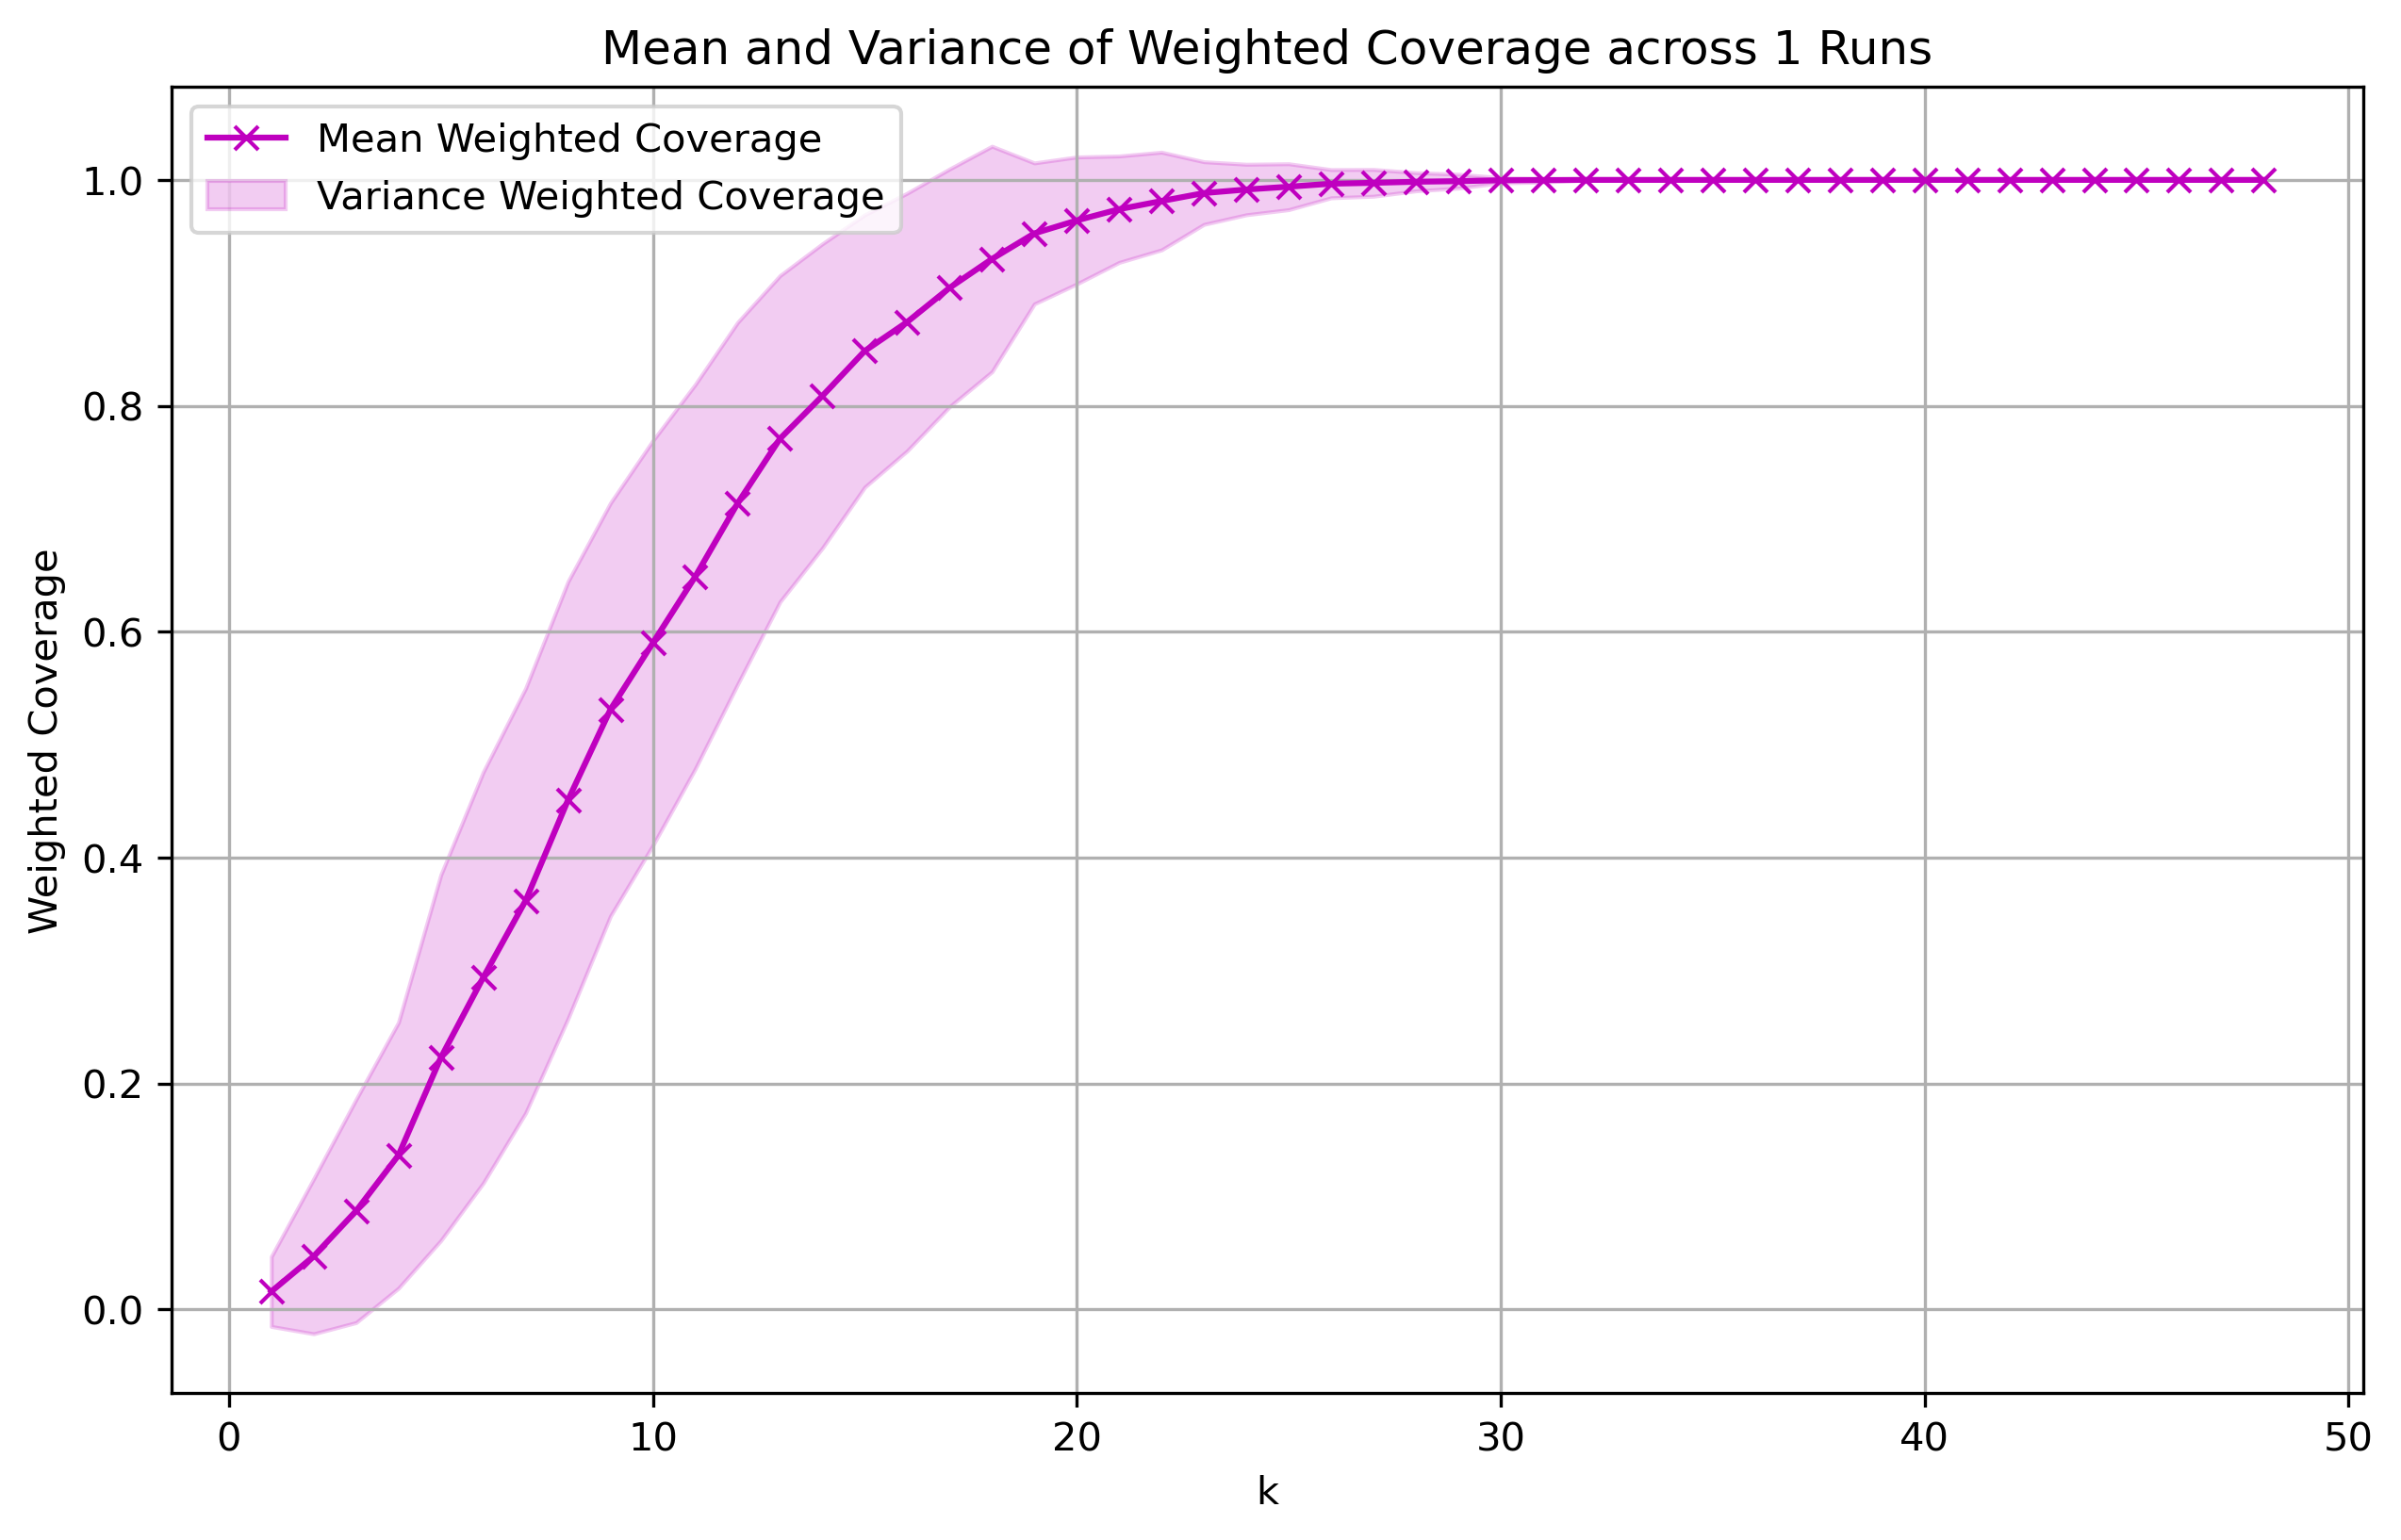 Mean and Variance of Weighted Coverage across 1 Runs
Mean Weighted Coverage
Variance Weighted Coverage
Weighted Coverage
1.0
0.8
0.6
0.4
0.2
0.0
0 10 20 30 40 50
k